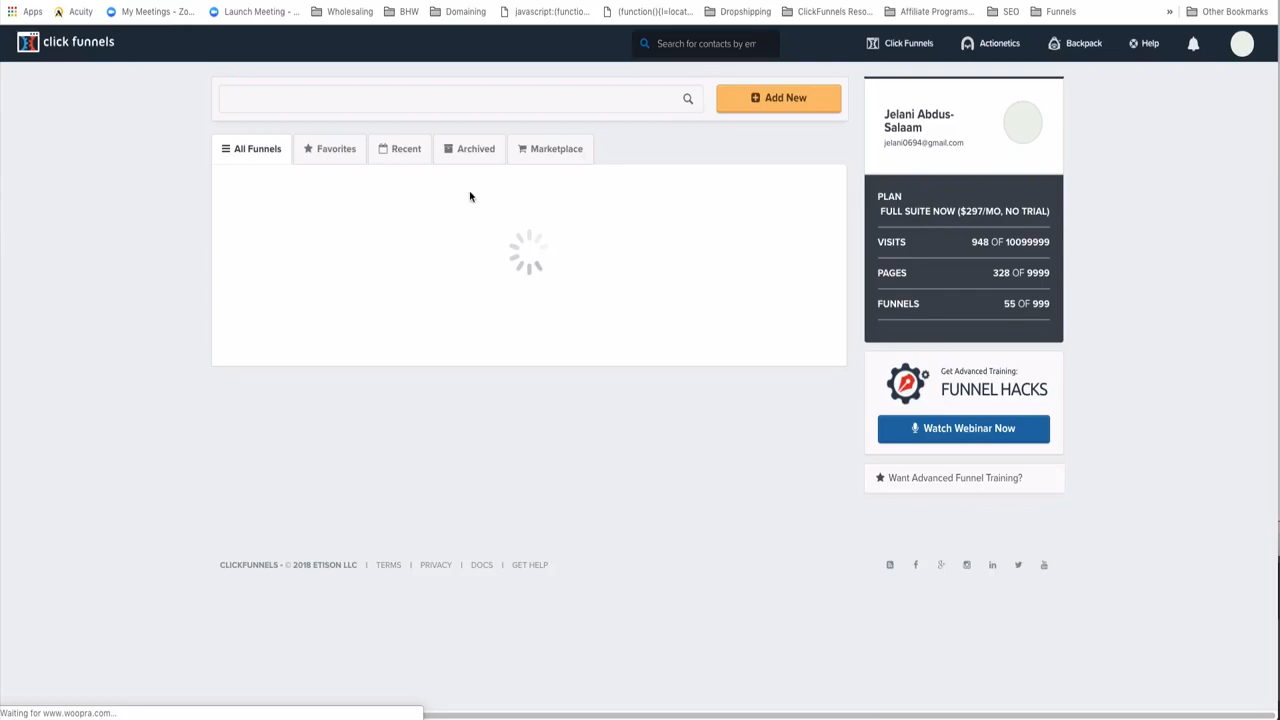 Apps
Acuity
My Meetings - Zo...
Launch Meeting - ...
Wholesaling
BHW
Domaining
javascript:(functio...
(function(){l=locat...
Dropshipping
ClickFunnels Reso...
Affiliate Programs...
SEO
Funnels
»
Other Bookmarks
click funnels
Search for contacts by em
Click Funnels
Actionetics
Backpack
Help
Add New
All Funnels
Favorites
Recent
Archived
Marketplace
Jelani Abdus-
Salaam
jelani0694@gmail.com
PLAN
FULL SUITE NOW ($297/MO, NO TRIAL)
VISITS 948 OF 10099999
PAGES 328 OF 9999
FUNNELS 55 OF 999
Get Advanced Training:
FUNNEL HACKS
Watch Webinar Now
Want Advanced Funnel Training?
CLICKFUNNELS - © 2018 ETISON LLC | TERMS | PRIVACY | DOCS | GET HELP
Waiting for www.woopra.com...